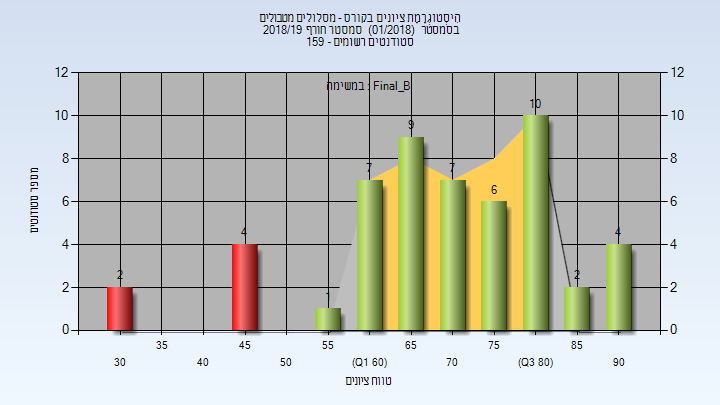 היסטוגרמת ציונים בקורס - מסלולים מטבולים
בסמסטר (01/2018) סמסטר חורף 2018/19
סטודנטים רשומים - 159
במשימה : Final_B
12 12
10 10
8 8
6 6
4 4
2 2
0 0
2 4 1 7 9 7 6 10 2 4
מספר סטודנטים
35 45 55 65 75 85
30 40 50 (Q1 60) 70 (Q3 80) 90
טווח ציונים